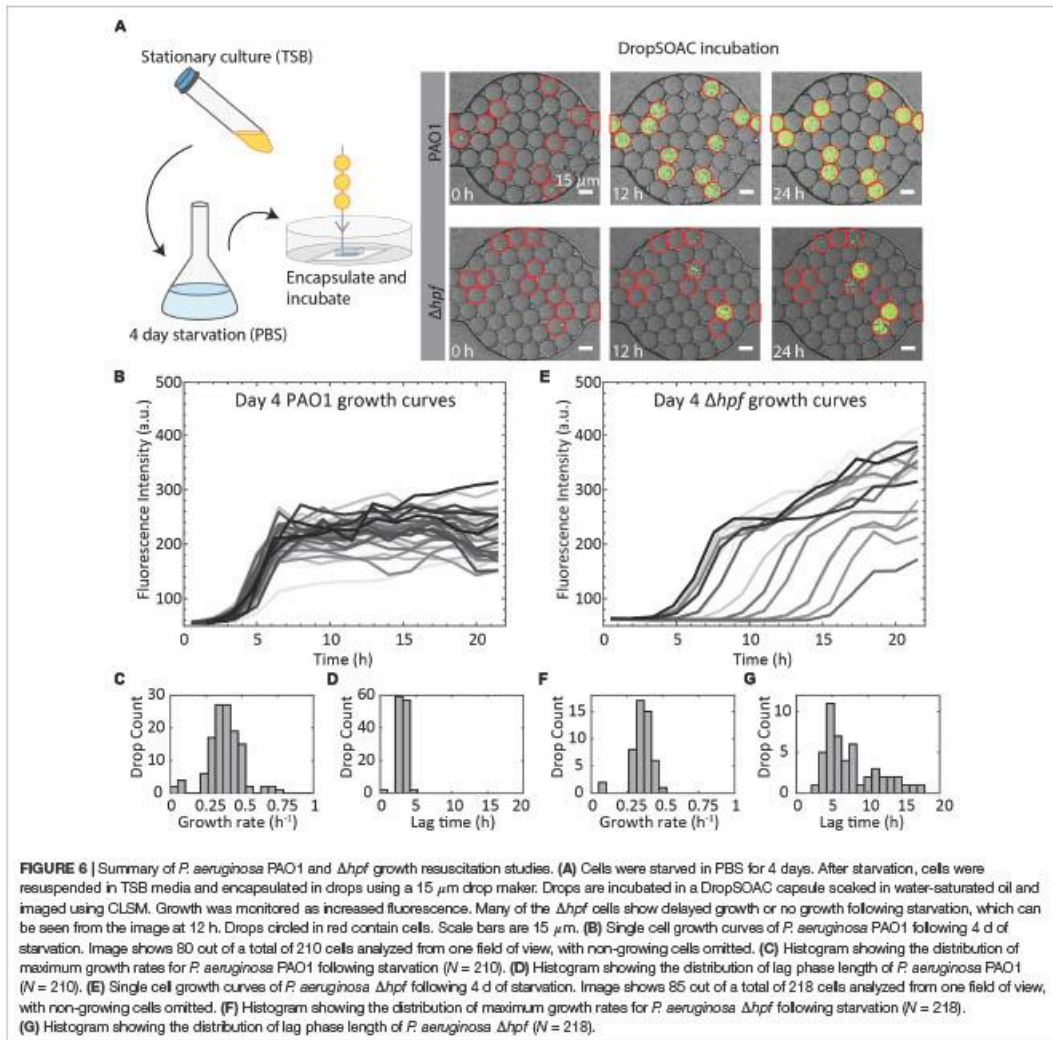 A
Stationary culture (TSB)
4 day starvation (PBS)
Encapsulate and
incubate
DropSOAC incubation
PAO1
0 h
15 μm
12 h
24 h
Δhpf
0 h
12 h
24 h
B
Day 4 PAO1 growth curves
Fluorescence Intensity (a.u.)
500
400
300
200
100
0 5 10 15 20
Time (h)
E
Day 4 Δhpf growth curves
Fluorescence Intensity (a.u.)
500
400
300
200
100
0 5 10 15 20
Time (h)
C
Drop Count
30
20
10
0
0 0.25 0.5 0.75 1
Growth rate (h⁻¹)
D
Drop Count
60
40
20
0
0 5 10 15 20
Lag time (h)
F
Drop Count
15
10
5
0
0 0.25 0.5 0.75 1
Growth rate (h⁻¹)
G
Drop Count
10
5
0
0 5 10 15 20
Lag time (h)
FIGURE 6 | Summary of P. aeruginosa PAO1 and Δhpf growth resuscitation studies. (A) Cells were starved in PBS for 4 days. After starvation, cells were
resuspended in TSB media and encapsulated in drops using a 15 μm drop maker. Drops are incubated in a DropSOAC capsule soaked in water-saturated oil and
imaged using CLSM. Growth was monitored as increased fluorescence. Many of the Δhpf cells show delayed growth or no growth following starvation, which can
be seen from the image at 12 h. Drops circled in red contain cells. Scale bars are 15 μm. (B) Single cell growth curves of P. aeruginosa PAO1 following 4 d of
starvation. Image shows 80 out of a total of 210 cells analyzed from one field of view, with non-growing cells omitted. (C) Histogram showing the distribution of
maximum growth rates for P. aeruginosa PAO1 following starvation (N = 210). (D) Histogram showing the distribution of lag phase length of P. aeruginosa PAO1
(N = 210). (E) Single cell growth curves of P. aeruginosa Δhpf following 4 d of starvation. Image shows 85 out of a total of 218 cells analyzed from one field of view,
with non-growing cells omitted. (F) Histogram showing the distribution of maximum growth rates for P. aeruginosa Δhpf following starvation (N = 218).
(G) Histogram showing the distribution of lag phase length of P. aeruginosa Δhpf (N = 218).